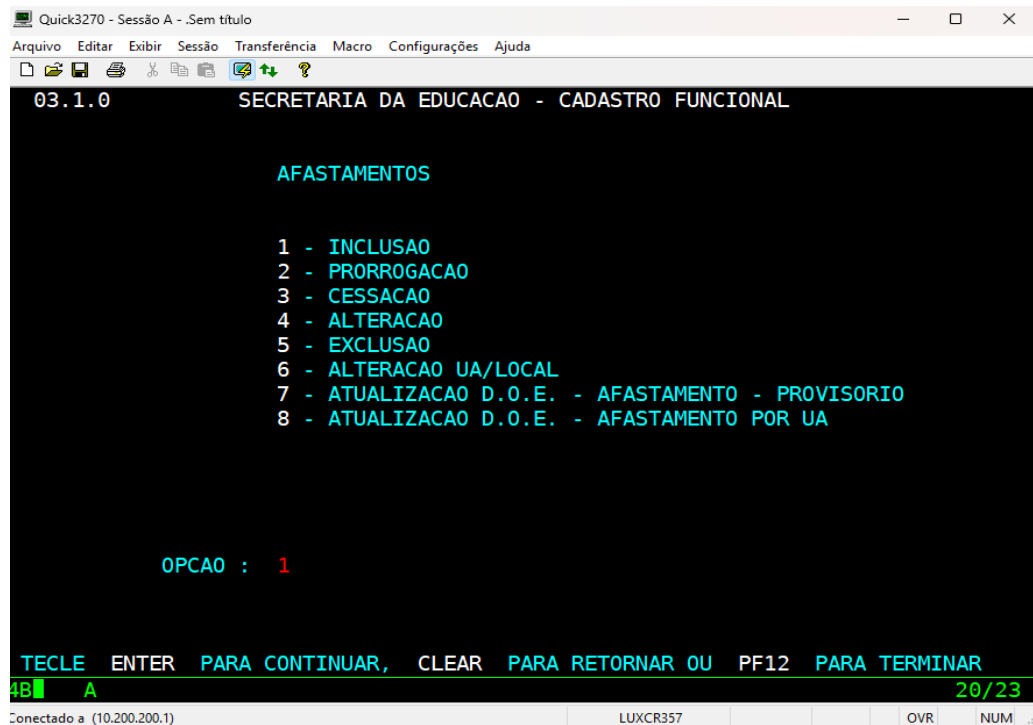 Quick3270 - Sessão A - .Sem título
Arquivo Editar Exibir Sessão Transferência Macro Configurações Ajuda
03.1.0 SECRETARIA DA EDUCACAO - CADASTRO FUNCIONAL
AFASTAMENTOS
1 - INCLUSAO
2 - PRORROGACAO
3 - CESSACAO
4 - ALTERACAO
5 - EXCLUSAO
6 - ALTERACAO UA/LOCAL
7 - ATUALIZACAO D.O.E. - AFASTAMENTO - PROVISORIO
8 - ATUALIZACAO D.O.E. - AFASTAMENTO POR UA
OPCAO : 1
TECLE ENTER PARA CONTINUAR, CLEAR PARA RETORNAR OU PF12 PARA TERMINAR
4B A 20/23
Conectado a (10.200.200.1) LUXCR357 OVR NUM